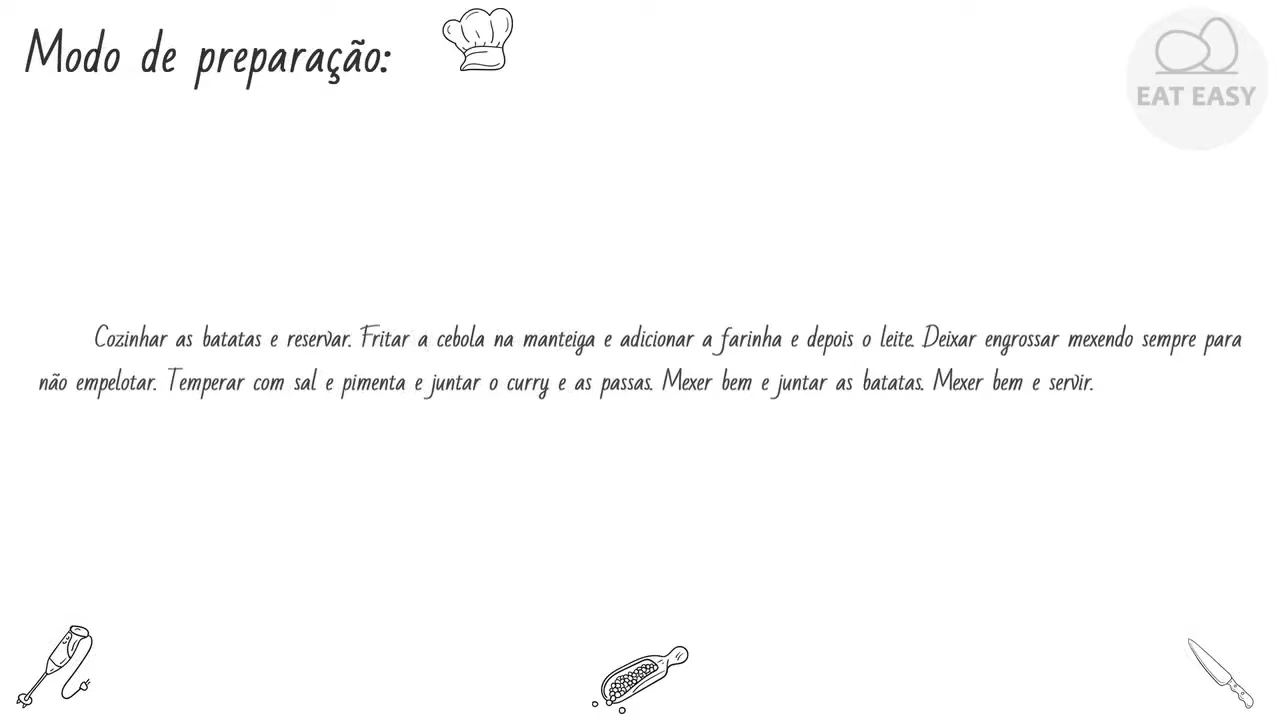 Modo de preparação:
EAT EASY
Cozinhar as batatas e reservar. Fritar a cebola na manteiga e adicionar a farinha e depois o leite. Deixar engrossar mexendo sempre para
não empelotar. Temperar com sal e pimenta e juntar o curry e as passas. Mexer bem e juntar as batatas. Mexer bem e servir.